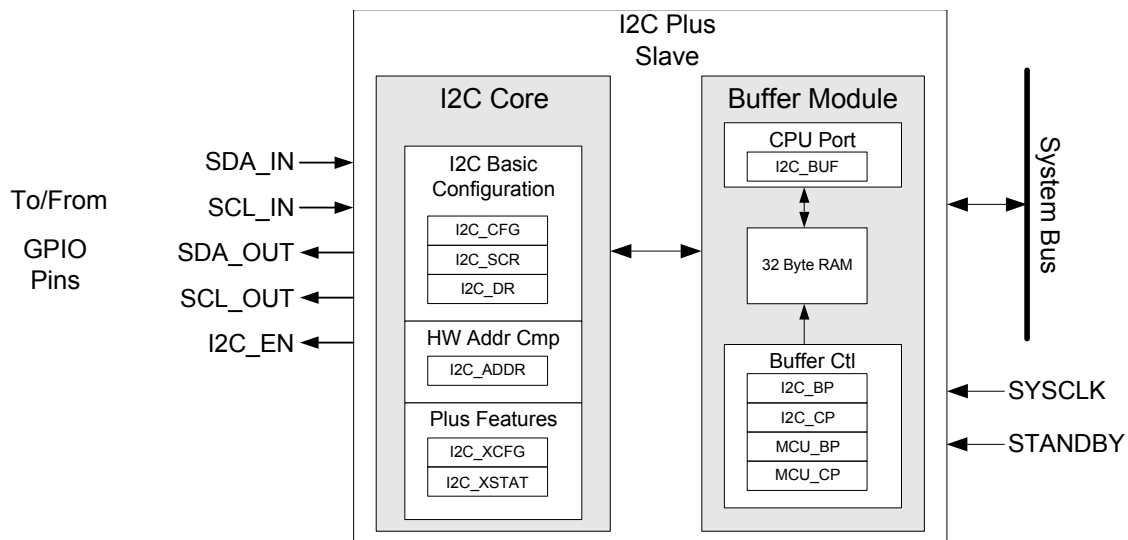 I2C Plus
Slave
I2C Core
Buffer Module
CPU Port
I2C_BUF
I2C Basic
Configuration
I2C_CFG
I2C_SCR
I2C_DR
HW Addr Cmp
I2C_ADDR
Plus Features
I2C_XCFG
I2C_XSTAT
32 Byte RAM
Buffer Ctl
I2C_BP
I2C_CP
MCU_BP
MCU_CP
To/From
GPIO
Pins
SDA_IN
SCL_IN
SDA_OUT
SCL_OUT
I2C_EN
System Bus
SYSCLK
STANDBY